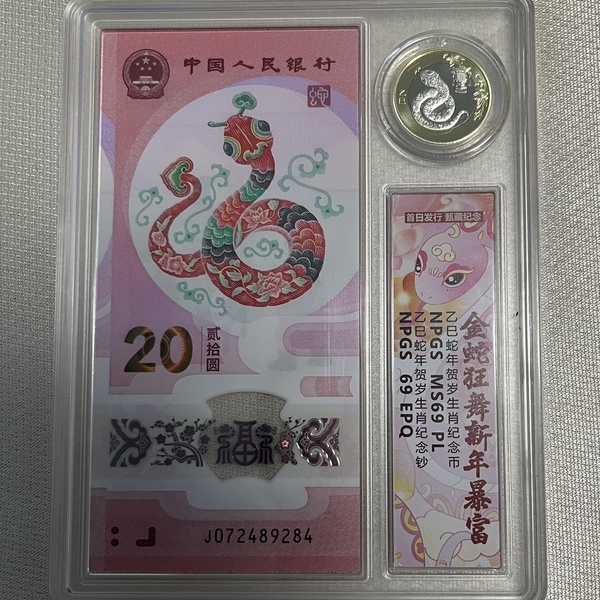 中国人民银行
20
贰拾圆
福
J072489284
首日发行 甄藏纪念
金蛇狂舞新年暴富
乙巳蛇年贺岁生肖纪念币
NPGS MS69 PL
乙巳蛇年贺岁生肖纪念钞
NPGS 69 EPQ